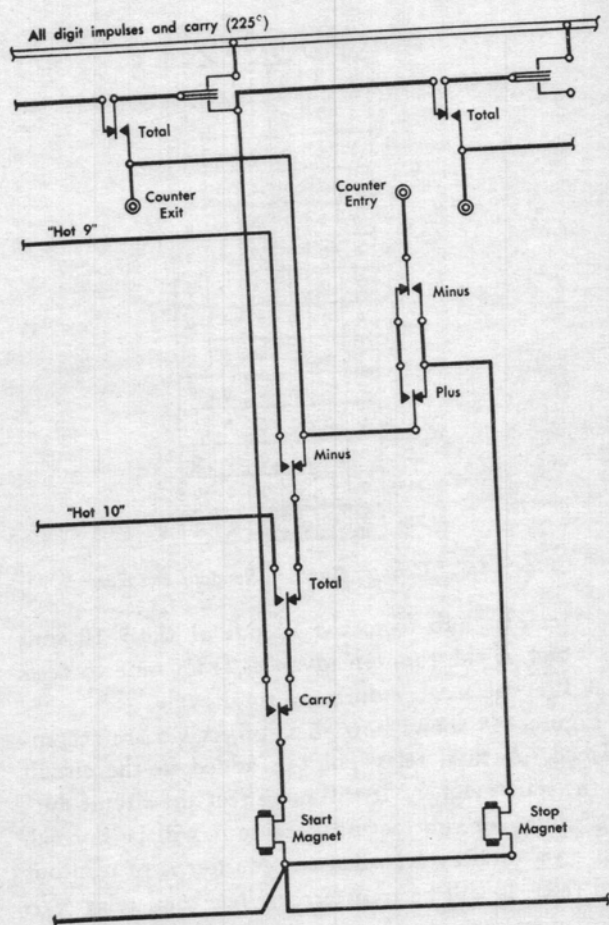 All digit impulses and carry (225°)
Total
Total
Counter
Exit
Counter
Entry
"Hot 9"
Minus
Plus
Minus
"Hot 10"
Total
Carry
Start
Magnet
Stop
Magnet